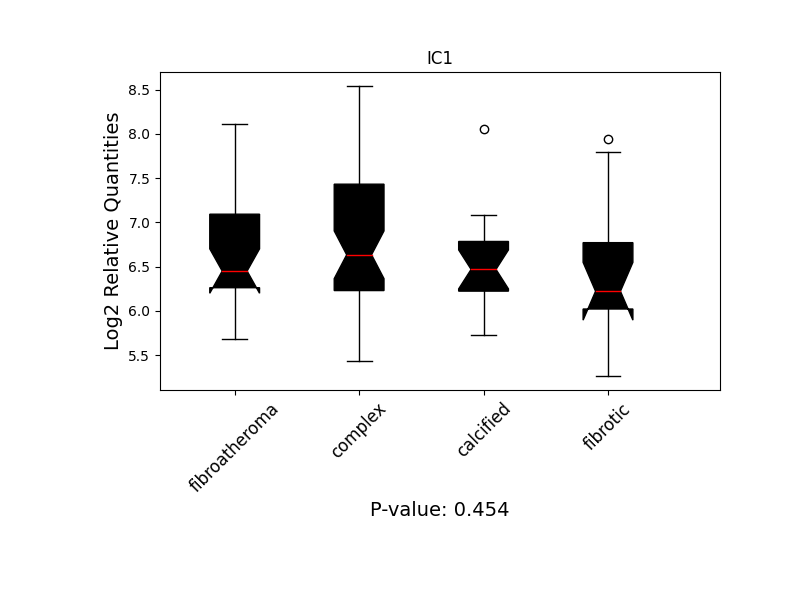 IC1
Log2 Relative Quantities
8.5
8.0
7.5
7.0
6.5
6.0
5.5
fibroatheroma
complex
calcified
fibrotic
P-value: 0.454